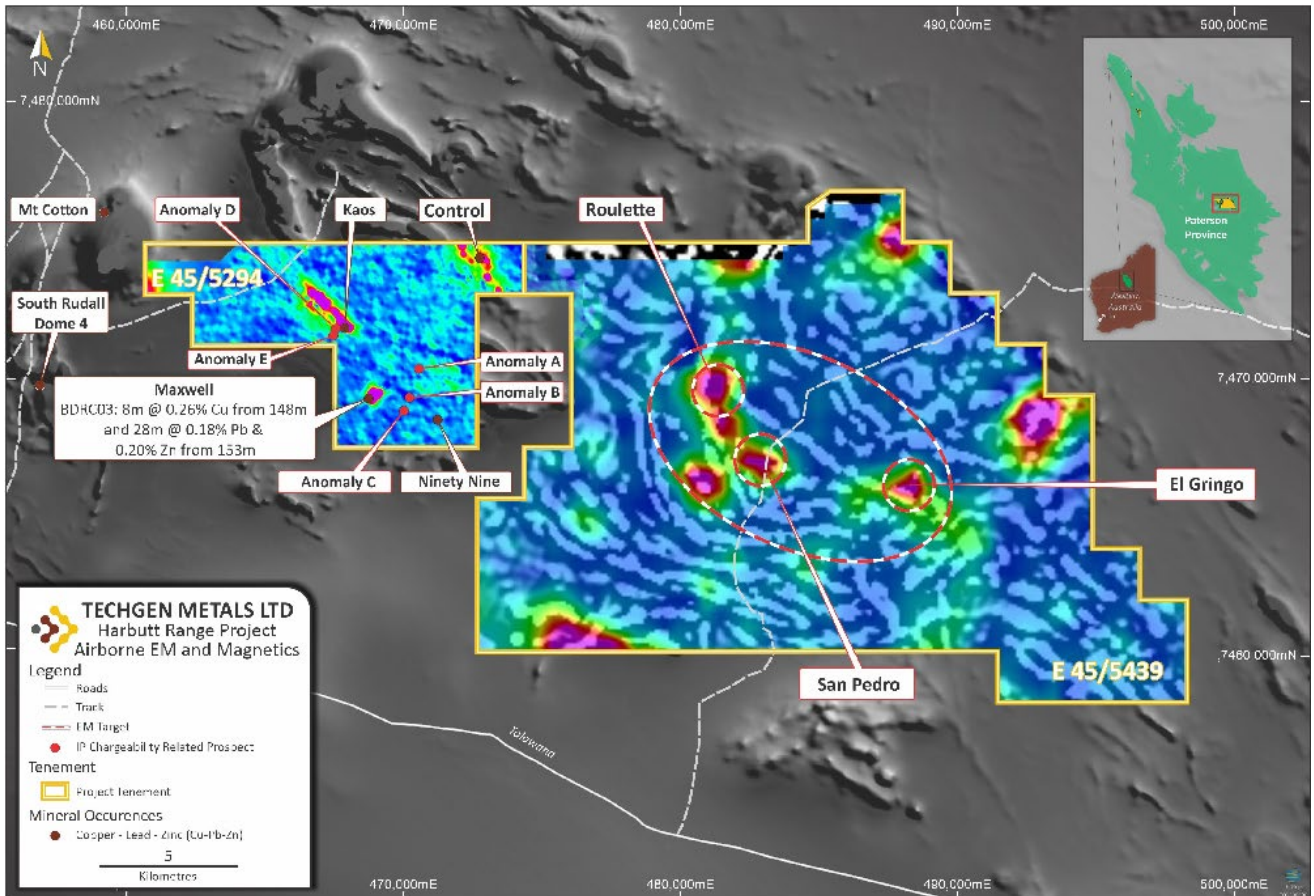 460,000mE
470,000mE
480,000mE
490,000mE
500,000mE
N
7,480,000mN
Mt Cotton
Anomaly D
Kaos
Control
Roulette
Paterson
Province
Western
Australia
E 45/5294
South Rudall
Dome 4
Anomaly E
Anomaly A
Anomaly B
7,470,000mN
Maxwell
BDRC03: 8m @ 0.26% Cu from 148m
and 28m @ 0.18% Pb &
0.20% Zn from 153m
Anomaly C
Ninety Nine
El Gringo
TECHGEN METALS LTD
Harbutt Range Project
Airborne EM and Magnetics
Legend
Roads
Track
EM Target
IP Chargeability Related Prospect
Tenement
Project Tenement
Mineral Occurences
Copper - Lead - Zinc (Cu-Pb-Zn)
5
Kilometres
San Pedro
E 45/5439
7460 000mN
Talawana
470,000mE
480,000mE
490,000mE
500,000mE